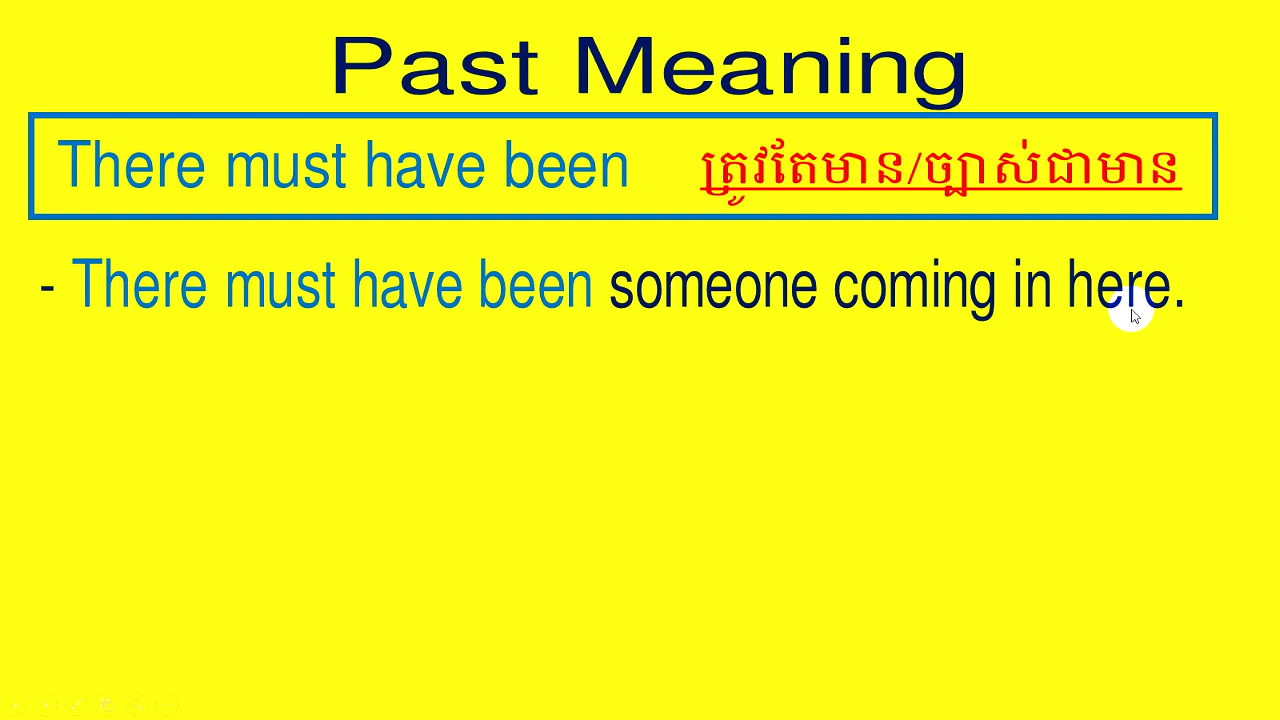 Past Meaning
There must have been ត្រូវតែមាន/ច្បាស់ជាមាន
- There must have been someone coming in here.